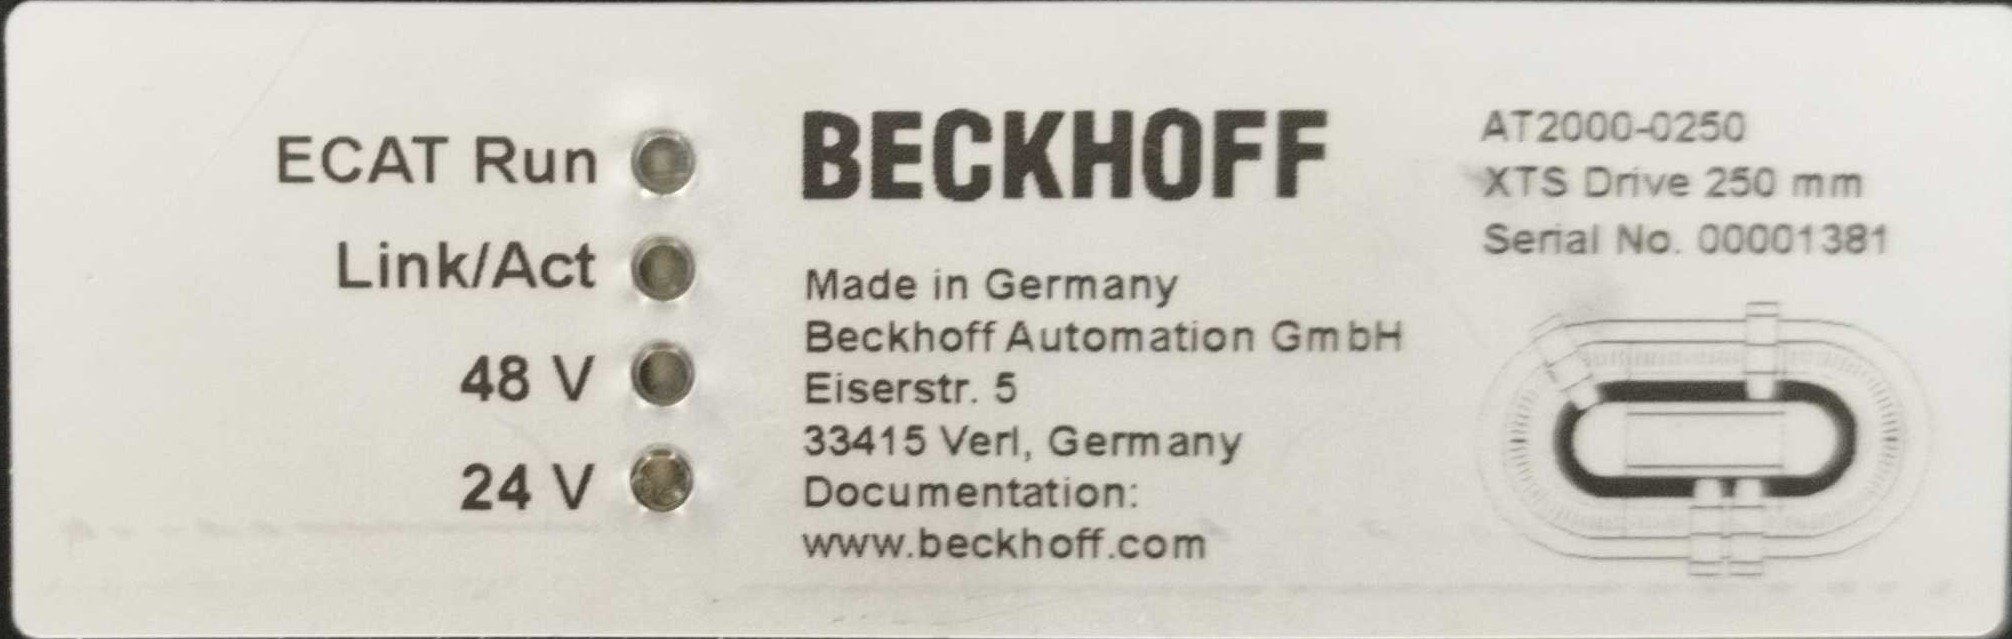 ECAT Run
Link/Act
48 V
24 V
BECKHOFF
Made in Germany
Beckhoff Automation GmbH
Eiserstr. 5
33415 Verl, Germany
Documentation:
www.beckhoff.com
AT2000-0250
XTS Drive 250 mm
Serial No. 00001381